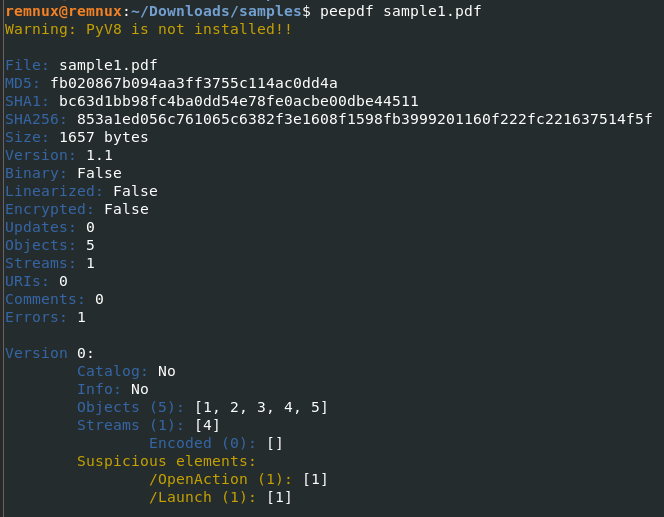 remnux@remnux:~/Downloads/samples$ peepdf sample1.pdf
Warning: PyV8 is not installed!!
File: sample1.pdf
MD5: fb020867b094aa3ff3755c114ac0dd4a
SHA1: bc63d1bb98fc4ba0dd54e78fe0acbe00dbe44511
SHA256: 853a1ed056c761065c6382f3e1608f1598fb3999201160f222fc221637514f5f
Size: 1657 bytes
Version: 1.1
Binary: False
Linearized: False
Encrypted: False
Updates: 0
Objects: 5
Streams: 1
URIs: 0
Comments: 0
Errors: 1
Version 0:
Catalog: No
Info: No
Objects (5): [1, 2, 3, 4, 5]
Streams (1): [4]
Encoded (0): []
Suspicious elements:
/OpenAction (1): [1]
/Launch (1): [1]